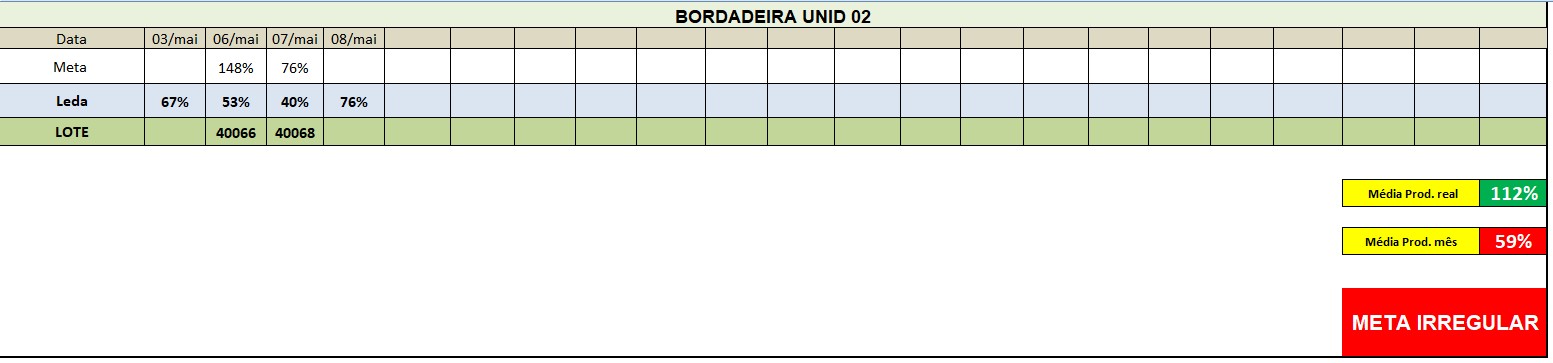 BORDADEIRA UNID 02
Data 03/mai 06/mai 07/mai 08/mai
Meta 148% 76%
Leda 67% 53% 40% 76%
LOTE 40066 40068
Média Prod. real 112%
Média Prod. mês 59%
META IRREGULAR